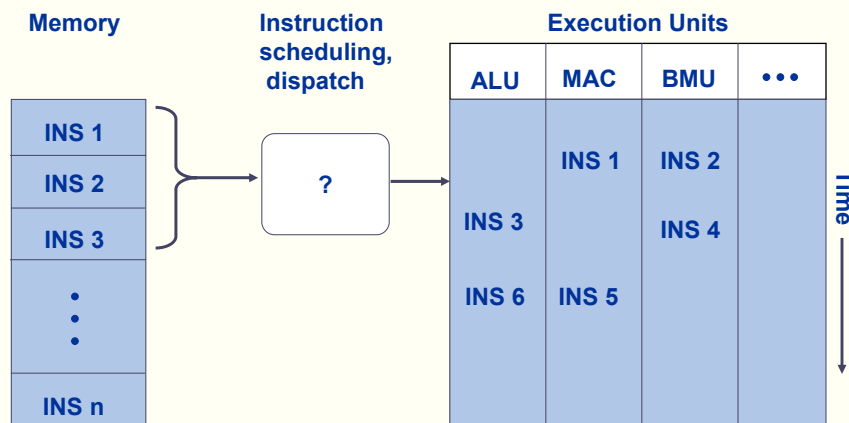 Memory
Instruction
scheduling,
dispatch
Execution Units
ALU MAC BMU •••
INS 1
INS 2
INS 3
•
•
•
INS n
?
INS 1 INS 2
INS 3 INS 4
INS 6 INS 5
Time